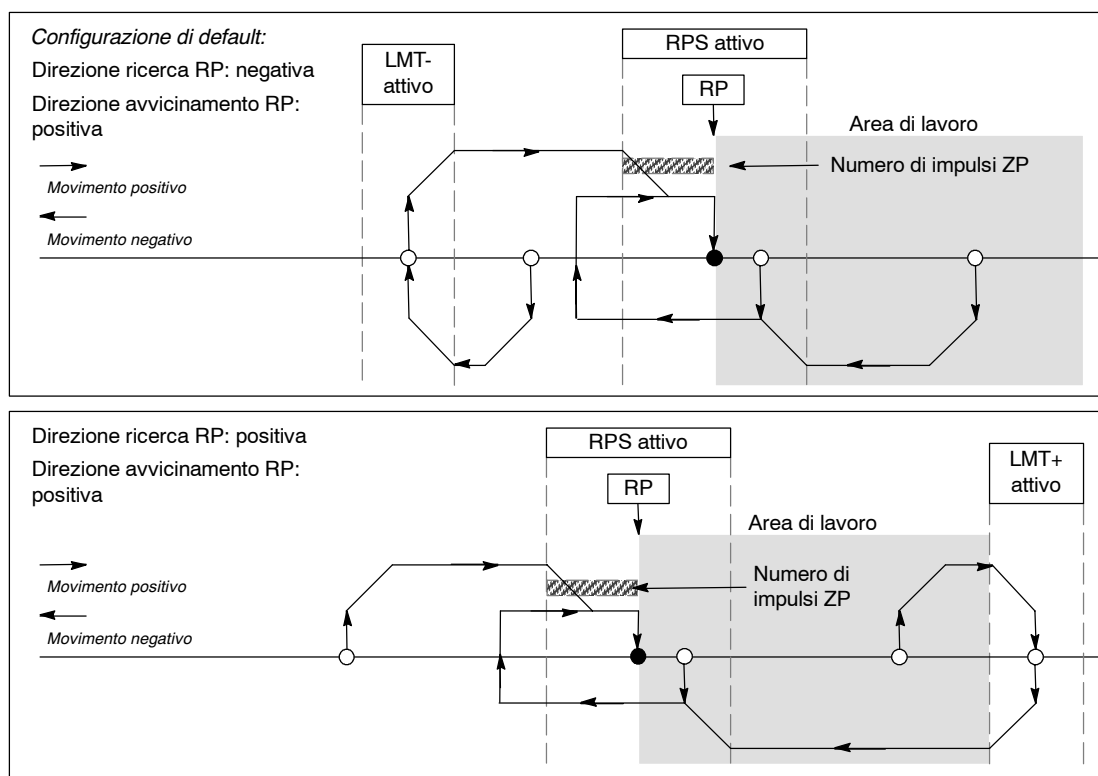 Configurazione di default:
Direzione ricerca RP: negativa
Direzione avvicinamento RP:
positiva
Movimento positivo
Movimento negativo
LMT-
attivo
RPS attivo
RP
Area di lavoro
Numero di impulsi ZP
Direzione ricerca RP: positiva
Direzione avvicinamento RP:
positiva
Movimento positivo
Movimento negativo
RPS attivo
RP
Area di lavoro
Numero di
impulsi ZP
LMT+
attivo